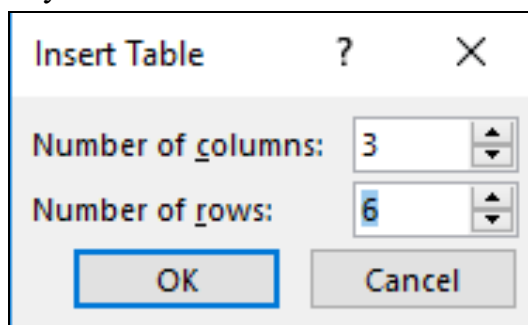 Insert Table ? ×
Number of columns: 3
Number of rows: 6
OK Cancel